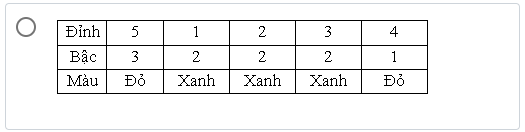 Đỉnh 5 1 2 3 4
Bậc 3 2 2 2 1
Màu Đỏ Xanh Xanh Xanh Đỏ